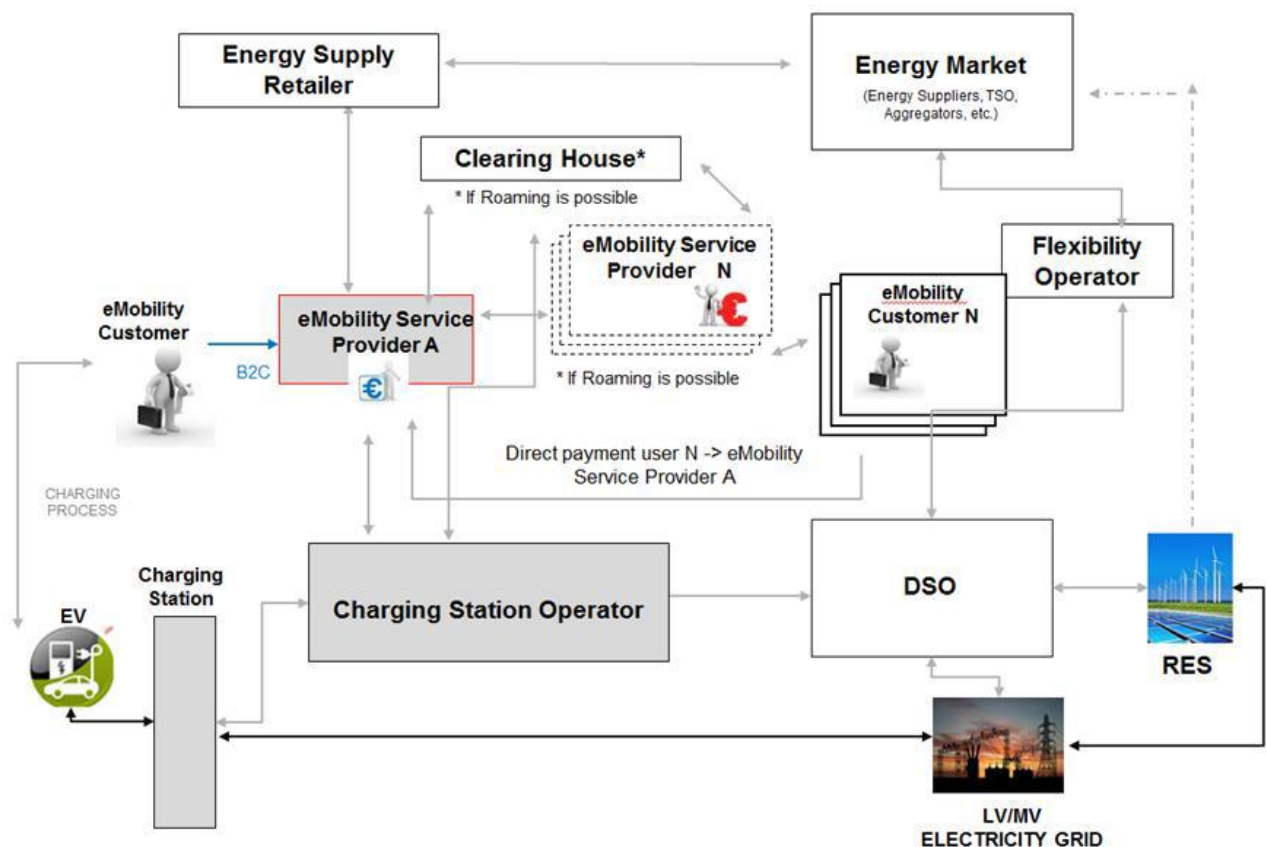 Energy Supply
Retailer
Energy Market
(Energy Suppliers, TSO,
Aggregators, etc.)
Clearing House*
* If Roaming is possible
eMobility Service
Provider N
€
Flexibility
Operator
eMobility
Customer N
eMobility
Customer
B2C
eMobility Service
Provider A
€
* If Roaming is possible
Direct payment user N -> eMobility
Service Provider A
CHARGING
PROCESS
Charging
Station
EV
Charging Station Operator
DSO
RES
LV/MV
ELECTRICITY GRID